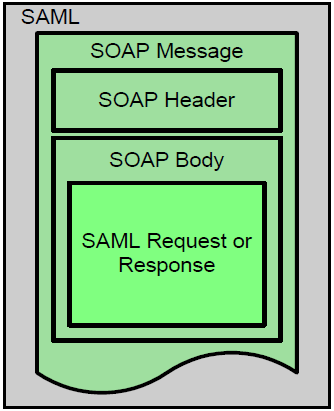 SAML
SOAP Message
SOAP Header
SOAP Body
SAML Request or
Response